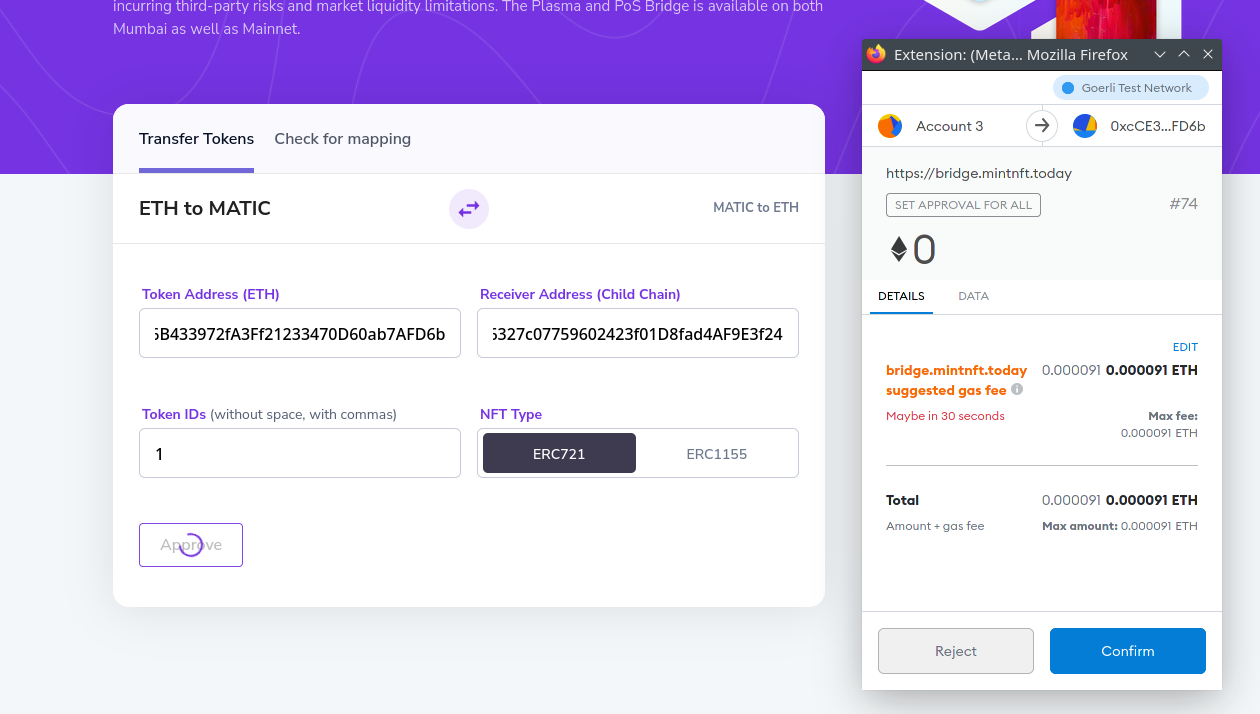 incurring third-party risks and market liquidity limitations. The Plasma and PoS Bridge is available on both
Mumbai as well as Mainnet.
Transfer Tokens
Check for mapping
ETH to MATIC
MATIC to ETH
Token Address (ETH)
Receiver Address (Child Chain)
B433972fA3Ff21233470D60ab7AFD6b
327c07759602423f01D8fad4AF9E3f24
Token IDs (without space, with commas)
NFT Type
1
ERC721
ERC1155
Approve
Extension: (Meta... Mozilla Firefox
Goerli Test Network
Account 3
0xcCE3...FD6b
https://bridge.mintnft.today
SET APPROVAL FOR ALL
#74
0
DETAILS
DATA
EDIT
bridge.mintnft.today 0.000091 0.000091 ETH
suggested gas fee
Maybe in 30 seconds
Max fee:
0.000091 ETH
Total 0.000091 0.000091 ETH
Amount + gas fee
Max amount: 0.000091 ETH
Reject
Confirm